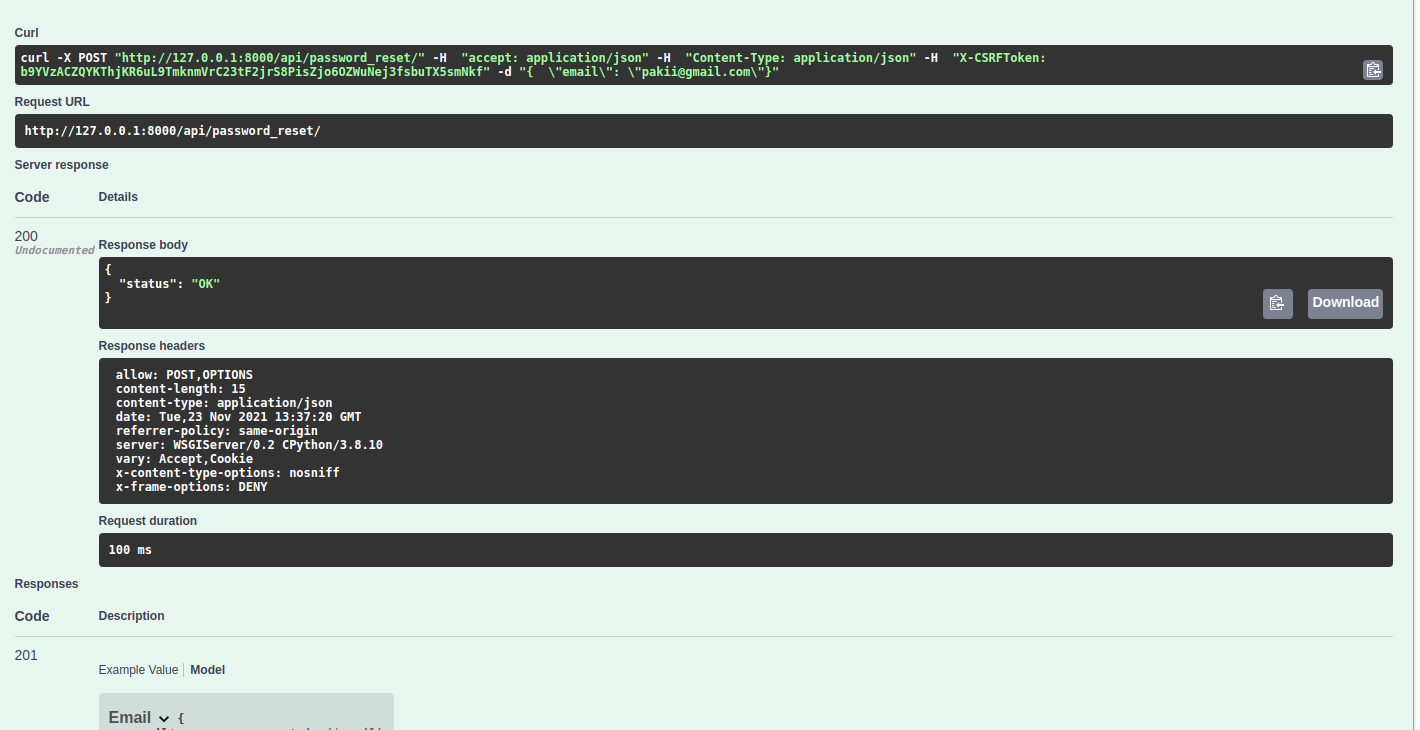 Curl
curl -X POST "http://127.0.0.1:8000/api/password_reset/" -H  "accept: application/json" -H  "Content-Type: application/json" -H  "X-CSRFToken:
b9YVzACZQYKThjKR6uL9TmknmVrC23tF2jrS8PisZjo6OZWuNej3fsbuTX5smNkf" -d "{  \"email\": \"pakii@gmail.com\"}"
Request URL
http://127.0.0.1:8000/api/password_reset/
Server response
Code Details
200
Undocumented
Response body
{
  "status": "OK"
}
Download
Response headers
allow: POST,OPTIONS
content-length: 15
content-type: application/json
date: Tue,23 Nov 2021 13:37:20 GMT
referrer-policy: same-origin
server: WSGIServer/0.2 CPython/3.8.10
vary: Accept,Cookie
x-content-type-options: nosniff
x-frame-options: DENY
Request duration
100 ms
Responses
Code Description
201
Example Value Model
Email {